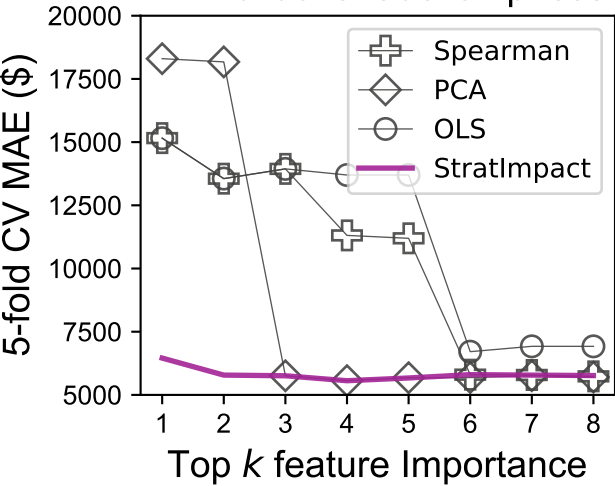 20000
17500
15000
12500
10000
7500
5000
5-fold CV MAE ($)
Spearman
PCA
OLS
StratImpact
1 2 3 4 5 6 7 8
Top k feature Importance